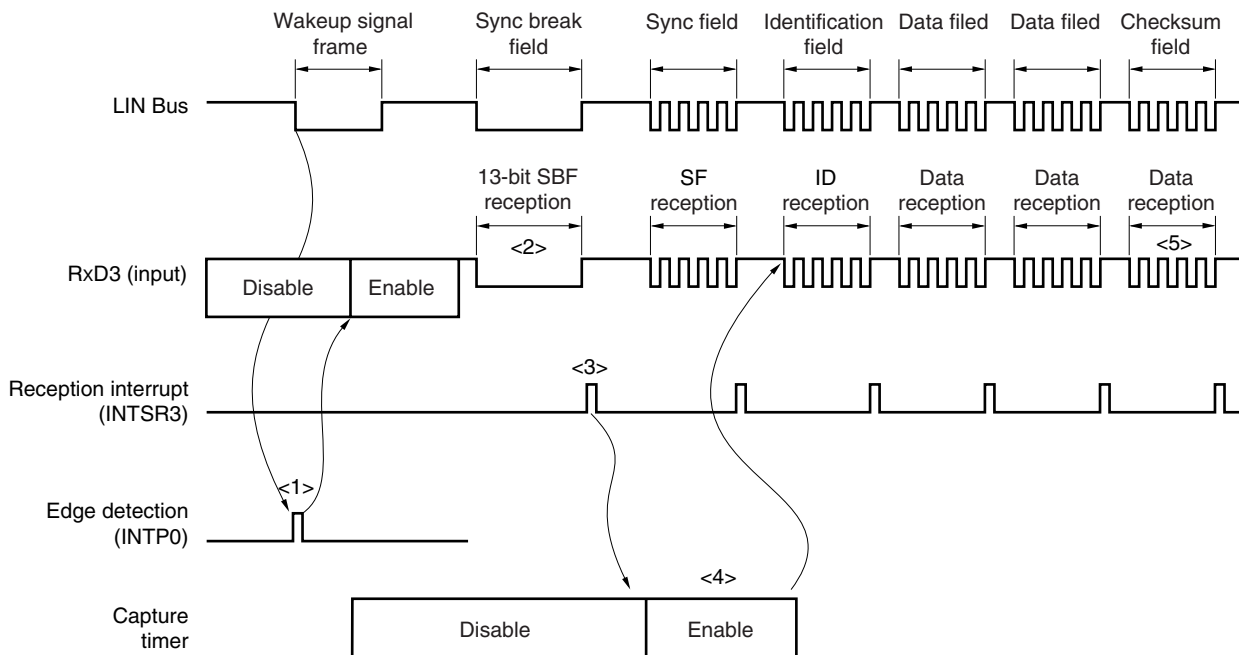 Wakeup signal
frame
Sync break
field
Sync field
Identification
field
Data filed
Data filed
Checksum
field
LIN Bus
13-bit SBF
reception
SF
reception
ID
reception
Data
reception
Data
reception
Data
reception
<2>
<5>
RxD3 (input)
Disable
Enable
<3>
Reception interrupt
(INTSR3)
<1>
Edge detection
(INTP0)
<4>
Capture
timer
Disable
Enable